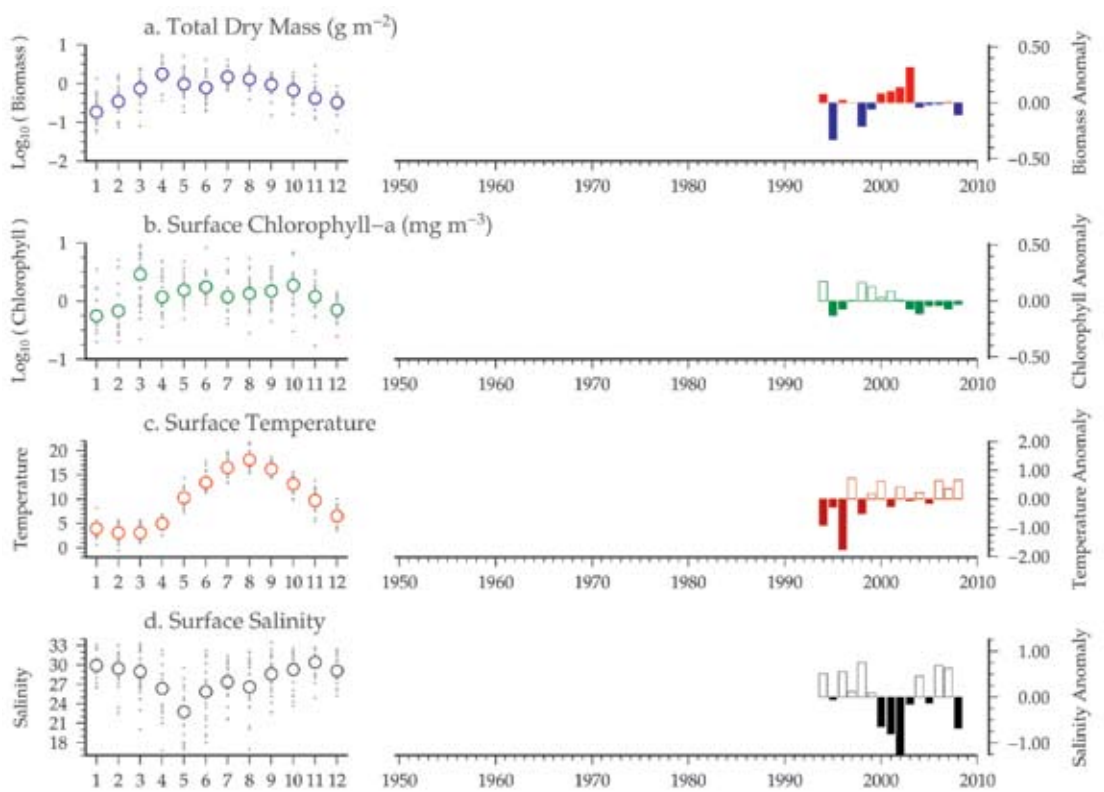 a. Total Dry Mass (g m⁻²)
Log₁₀ ( Biomass )
1
0
−1
−2
1 2 3 4 5 6 7 8 9 10 11 12
1950 1960 1970 1980 1990 2000 2010
0.50
0.00
−0.50
Biomass Anomaly
b. Surface Chlorophyll−a (mg m⁻³)
Log₁₀ ( Chlorophyll )
1
0
−1
1 2 3 4 5 6 7 8 9 10 11 12
1950 1960 1970 1980 1990 2000 2010
0.50
0.00
−0.50
Chlorophyll Anomaly
c. Surface Temperature
Temperature
20
15
10
5
0
1 2 3 4 5 6 7 8 9 10 11 12
1950 1960 1970 1980 1990 2000 2010
2.00
1.00
0.00
−1.00
−2.00
Temperature Anomaly
d. Surface Salinity
Salinity
33
30
27
24
21
18
1 2 3 4 5 6 7 8 9 10 11 12
1950 1960 1970 1980 1990 2000 2010
1.00
0.00
−1.00
Salinity Anomaly